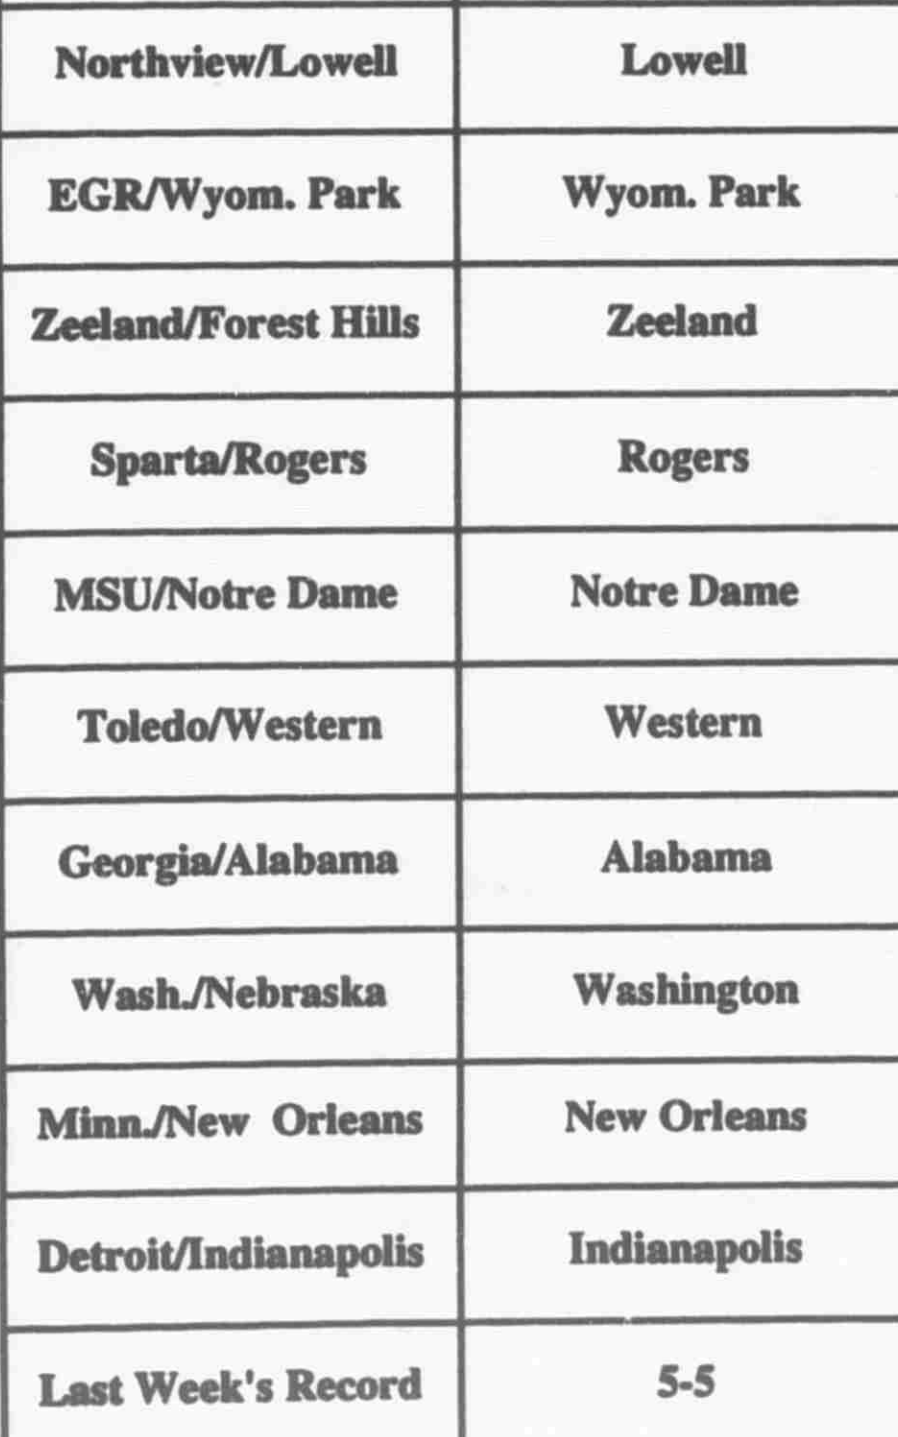 Northview/Lowell Lowell
EGR/Wyom. Park Wyom. Park
Zeeland/Forest Hills Zeeland
Sparta/Rogers Rogers
MSU/Notre Dame Notre Dame
Toledo/Western Western
Georgia/Alabama Alabama
Wash./Nebraska Washington
Minn./New Orleans New Orleans
Detroit/Indianapolis Indianapolis
Last Week's Record 5-5